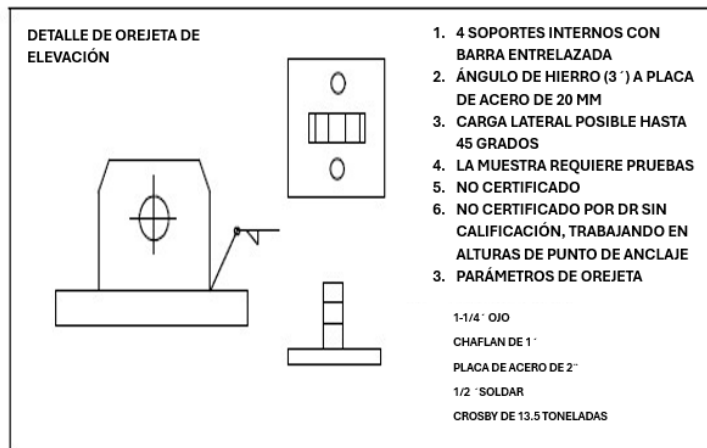 DETALLE DE OREJETA DE
ELEVACIÓN
1. 4 SOPORTES INTERNOS CON
BARRA ENTRELAZADA
2. ÁNGULO DE HIERRO (3 ´) A PLACA
DE ACERO DE 20 MM
3. CARGA LATERAL POSIBLE HASTA
45 GRADOS
4. LA MUESTRA REQUIERE PRUEBAS
5. NO CERTIFICADO
6. NO CERTIFICADO POR DR SIN
CALIFICACIÓN, TRABAJANDO EN
ALTURAS DE PUNTO DE ANCLAJE
3. PARÁMETROS DE OREJETA
1-1/4 ´ OJO
CHAFLAN DE 1 ´
PLACA DE ACERO DE 2¨
1/2 ´SOLDAR
CROSBY DE 13.5 TONELADAS